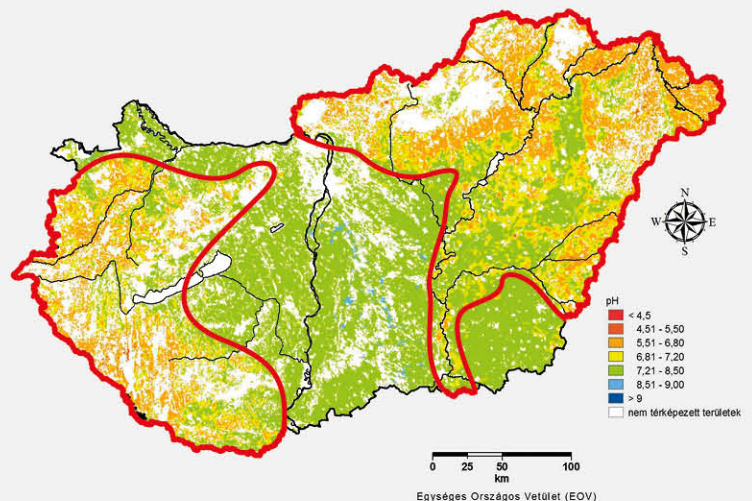 N
W E
S
pH
< 4,5
4,51 - 5,50
5,51 - 6,80
6,81 - 7,20
7,21 - 8,50
8,51 - 9,00
> 9
nem térképezett területek
0 25 50 100
km
Egységes Országos Vetület (EOV)